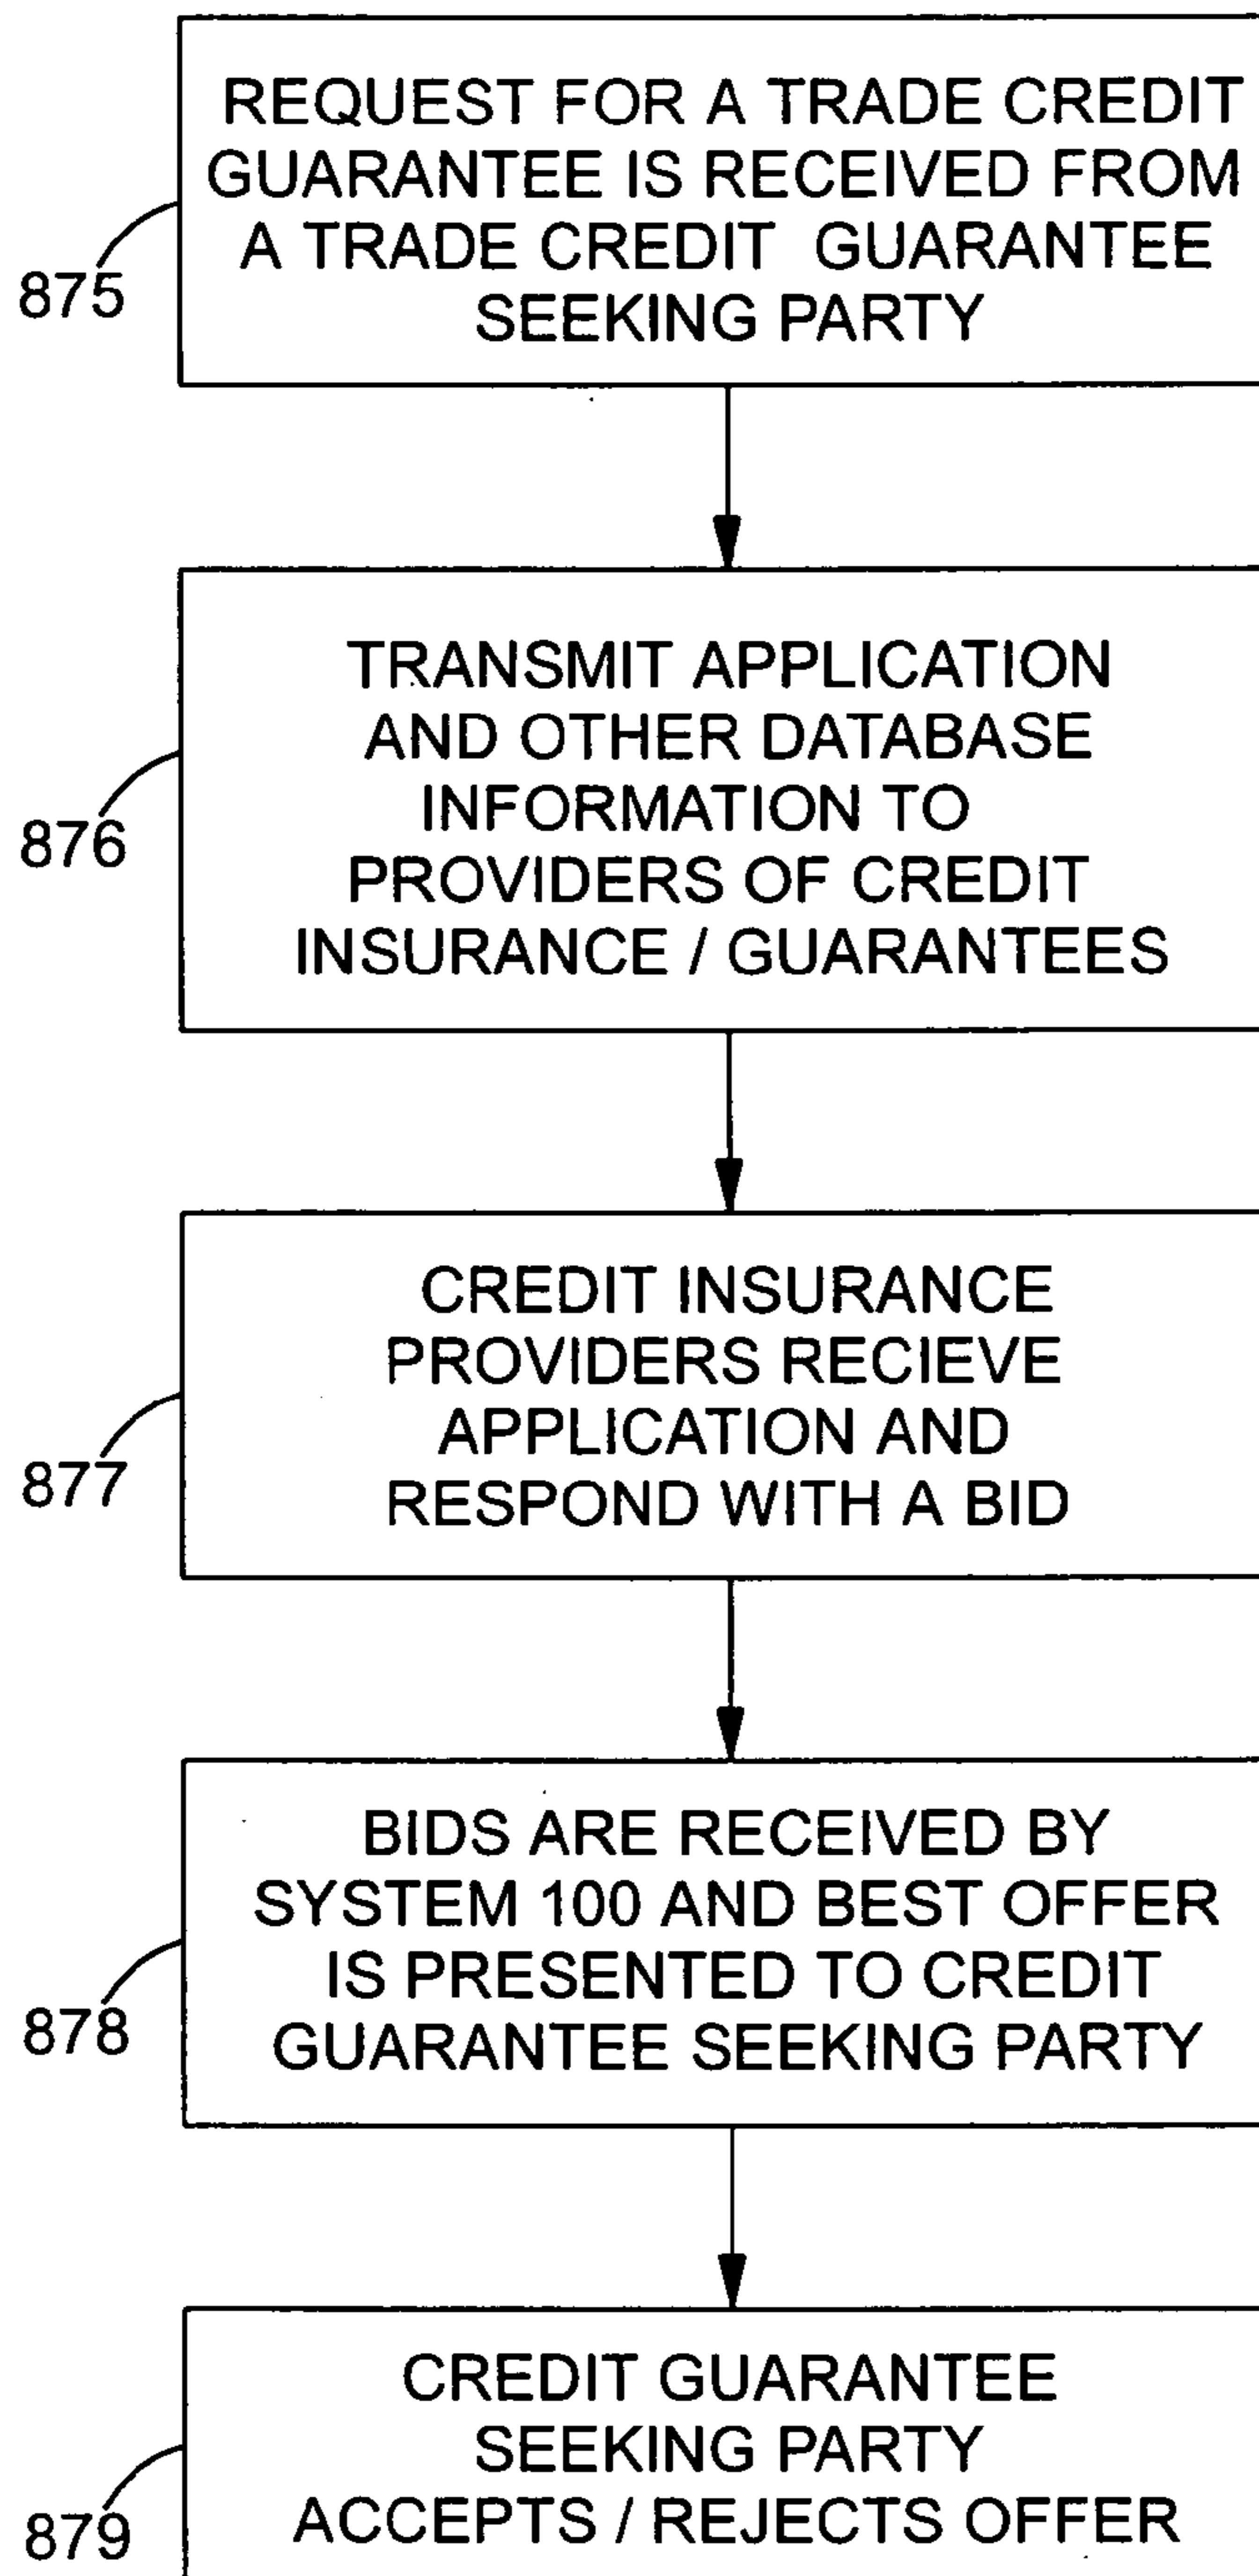 REQUEST FOR A TRADE CREDIT
GUARANTEE IS RECEIVED FROM
A TRADE CREDIT GUARANTEE
SEEKING PARTY
875
TRANSMIT APPLICATION
AND OTHER DATABASE
INFORMATION TO
PROVIDERS OF CREDIT
INSURANCE / GUARANTEES
876
CREDIT INSURANCE
PROVIDERS RECIEVE
APPLICATION AND
RESPOND WITH A BID
877
BIDS ARE RECEIVED BY
SYSTEM 100 AND BEST OFFER
IS PRESENTED TO CREDIT
GUARANTEE SEEKING PARTY
878
CREDIT GUARANTEE
SEEKING PARTY
ACCEPTS / REJECTS OFFER
879